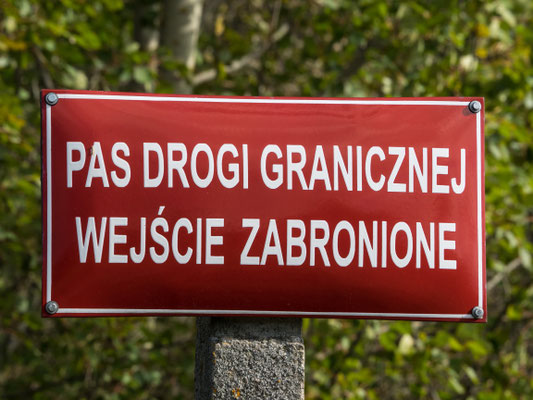 PAS DROGI GRANICZNEJ
WEJŚCIE ZABRONIONE